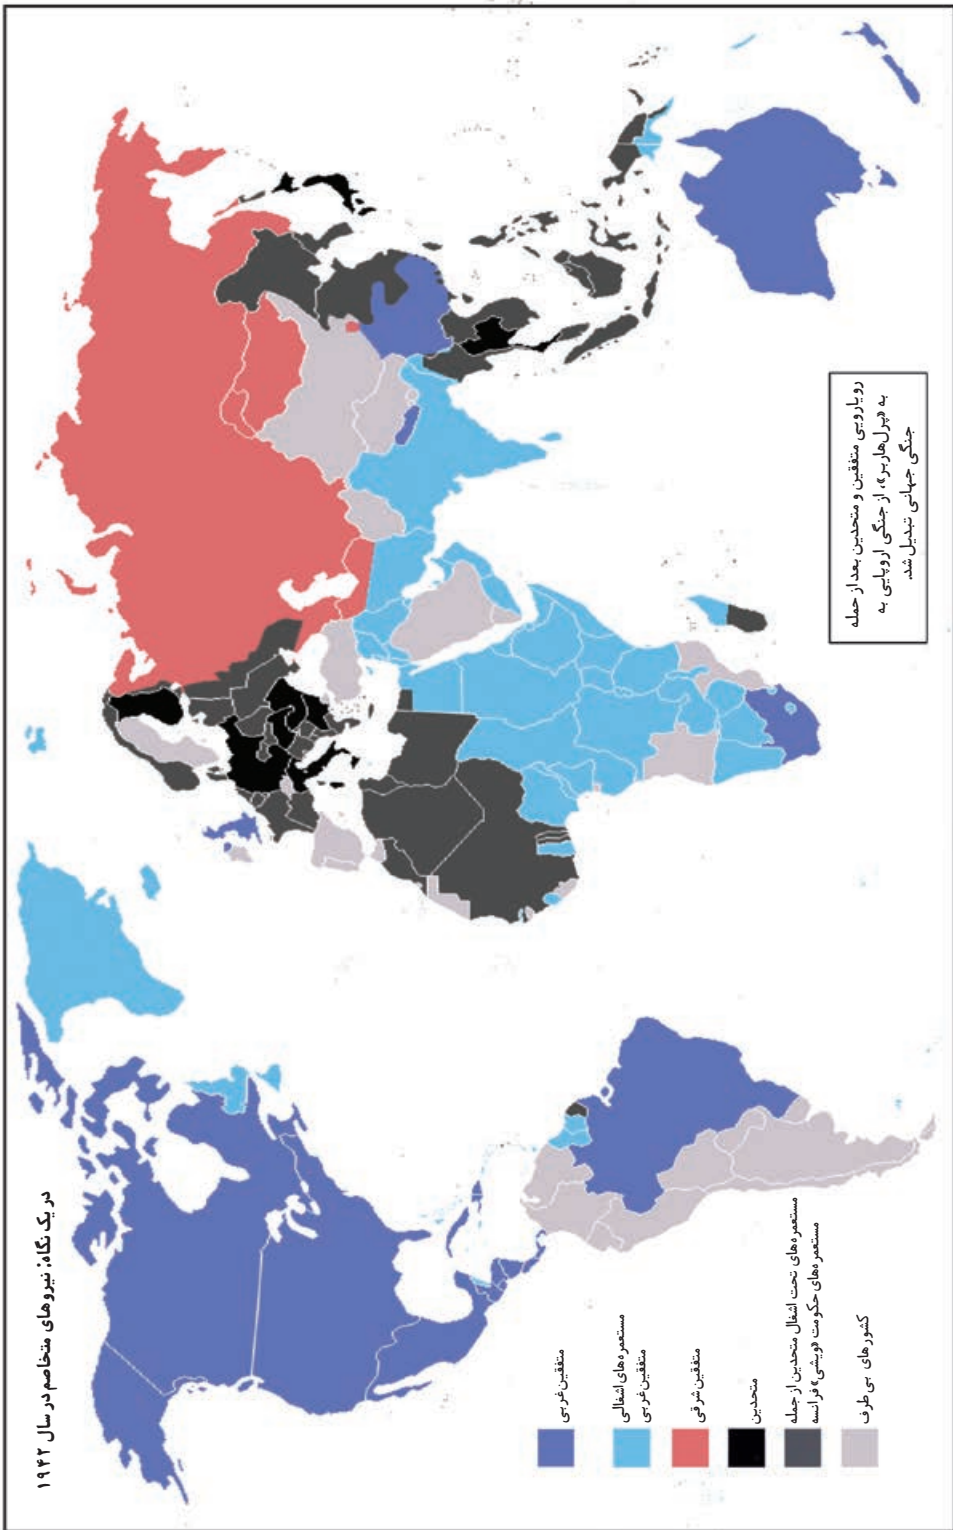 در یک نگاه: نیروهای متخاصم در سال ۱۹۴۲
رویارویی متفقین و متحدین بعد از حمله
به «پرل‌هاربر»، از جنگی اروپایی به
جنگی جهانی تبدیل شد.
متفقین غربی
مستعمره‌های اشغالی
متفقین غربی
متفقین شرقی
متحدین
مستعمره‌های تحت اشغال متحدین از جمله
مستعمره‌های حکومت «ویشی» فرانسه
کشورهای بی‌طرف